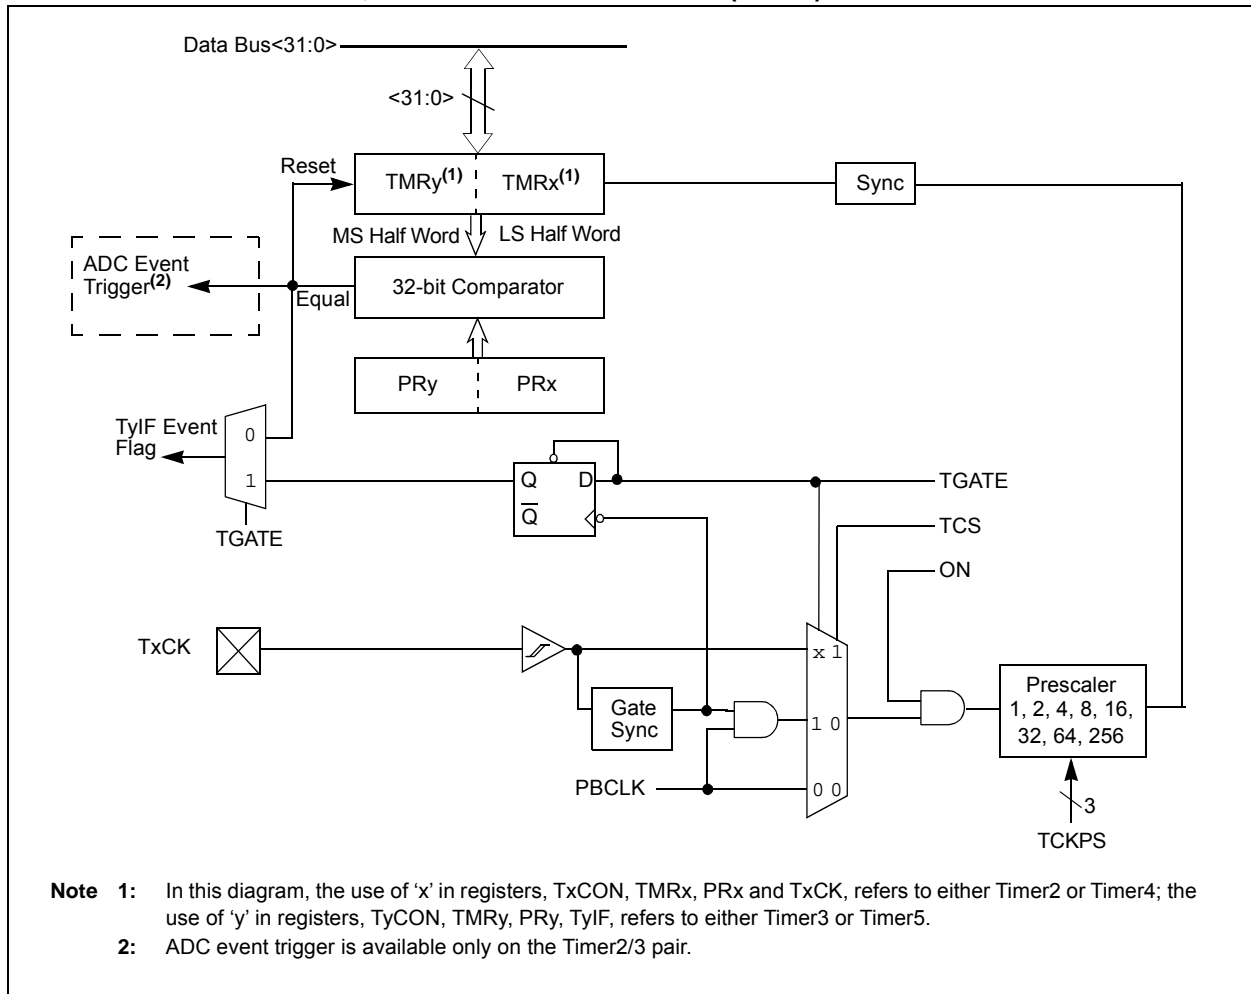 Data Bus<31:0>
<31:0>
Reset
TMRy(1)
TMRx(1)
Sync
MS Half Word
LS Half Word
ADC Event
Trigger(2)
Equal
32-bit Comparator
PRy
PRx
TyIF Event
Flag
0
1
TGATE
Q
D
Q
TGATE
TCS
ON
TxCK
x 1
Gate
Sync
1 0
Prescaler
1, 2, 4, 8, 16,
32, 64, 256
PBCLK
0 0
3
TCKPS
Note 1: In this diagram, the use of ‘x’ in registers, TxCON, TMRx, PRx and TxCK, refers to either Timer2 or Timer4; the
use of ‘y’ in registers, TyCON, TMRy, PRy, TyIF, refers to either Timer3 or Timer5.
2: ADC event trigger is available only on the Timer2/3 pair.